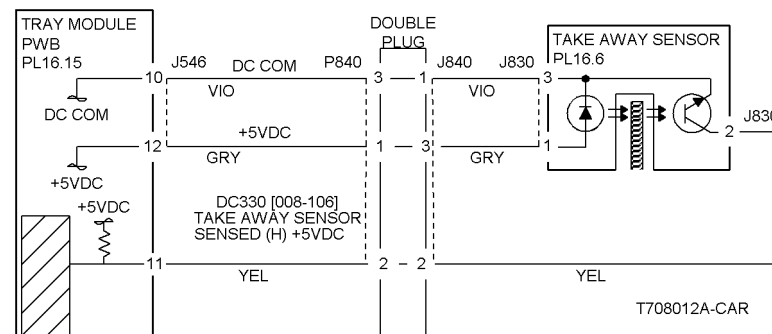 TRAY MODULE
PWB
PL16.15
DOUBLE
PLUG
TAKE AWAY SENSOR
PL16.6
J546
DC COM
P840
J840
J830
10
3
1
3
VIO
VIO
DC COM
J830
2
+5VDC
12
1
3
1
GRY
GRY
+5VDC
+5VDC
DC330 [008-106]
TAKE AWAY SENSOR
SENSED (H) +5VDC
11
2
2
YEL
YEL
T708012A-CAR